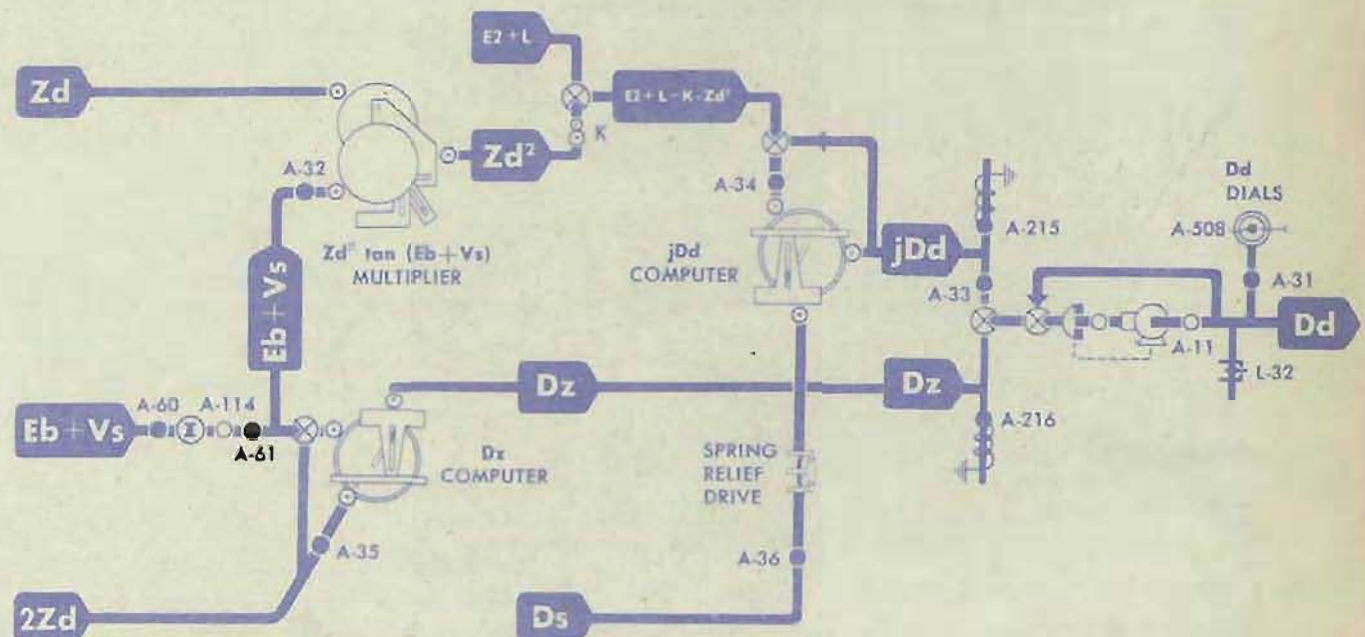 E2+L
Zd
E2+L-K·Zd²
K
Zd²
A-32
A-34
Dd
DIALS
A-215
A-508
Zd² tan (Eb+Vs)
MULTIPLIER
jDd
COMPUTER
jDd
A-33
A-31
Eb+Vs
Dd
A-11
Dz
Dz
L-32
Eb+Vs
A-60
A-114
A-61
A-216
Dz
COMPUTER
SPRING
RELIEF
DRIVE
A-35
A-36
2Zd
Ds